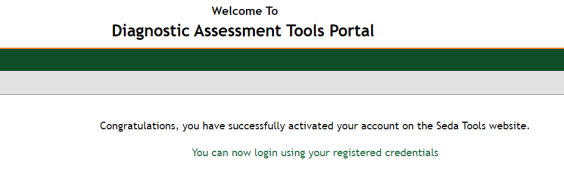 Welcome To
Diagnostic Assessment Tools Portal
Congratulations, you have successfully activated your account on the Seda Tools website.
You can now login using your registered credentials